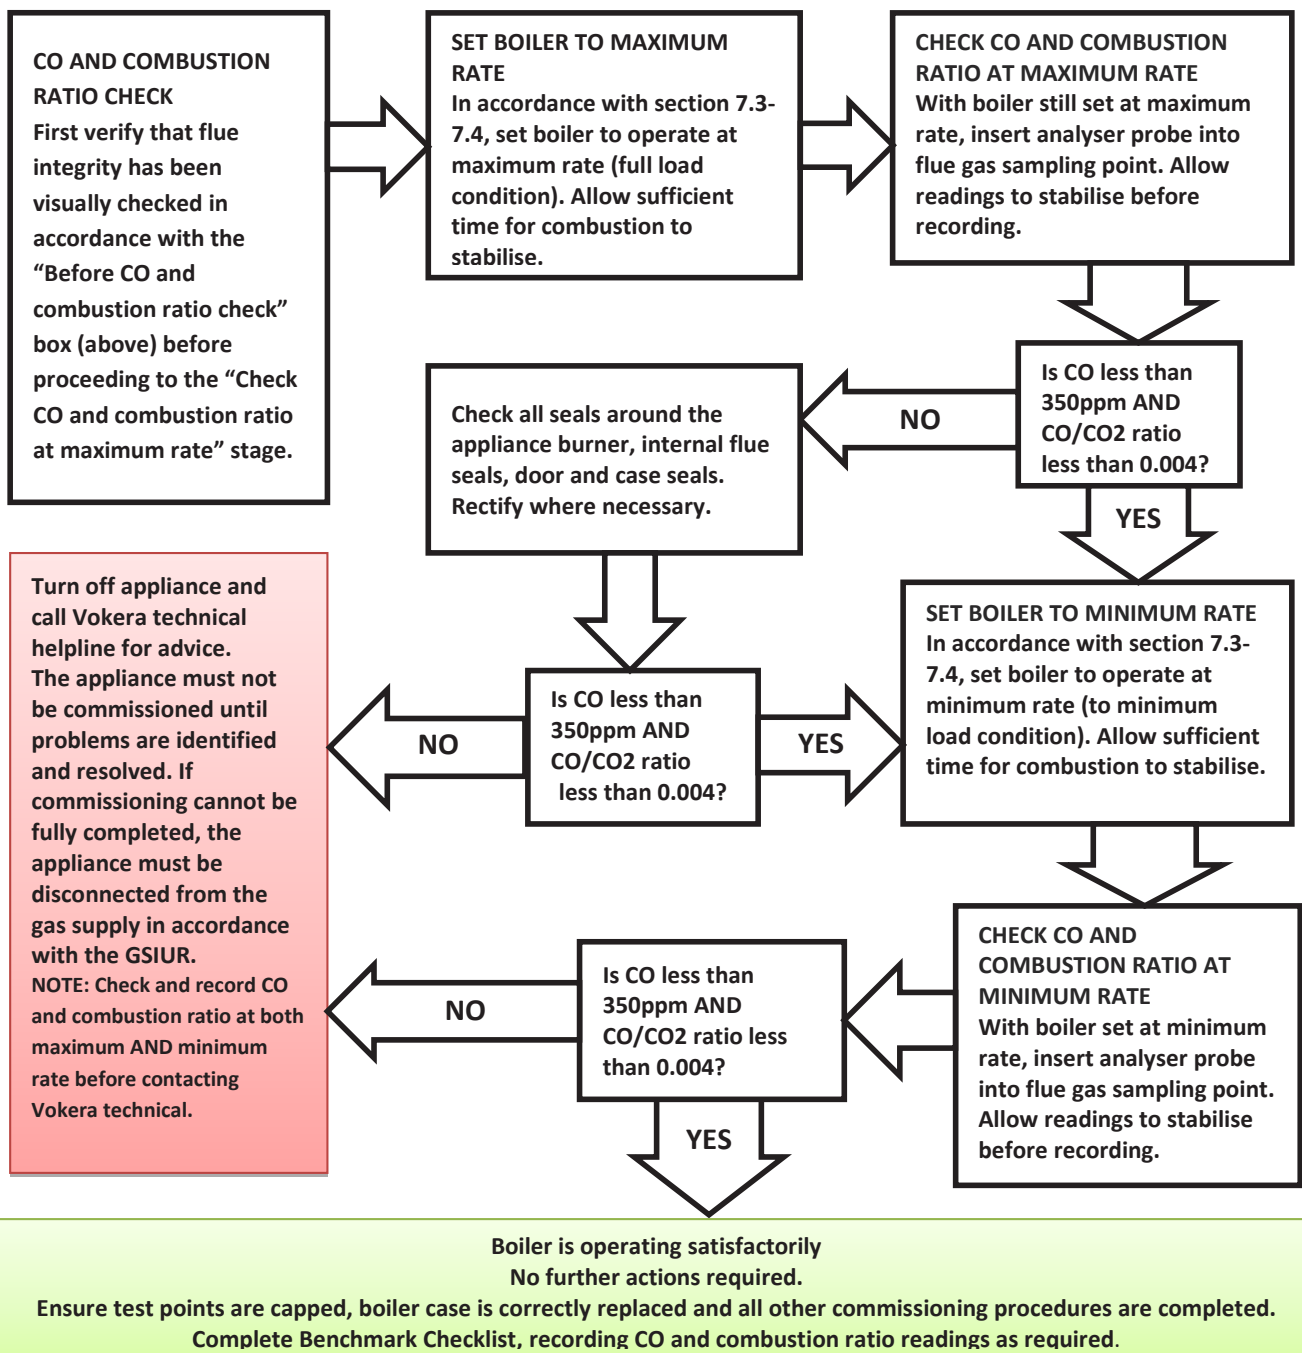 CO AND COMBUSTION
RATIO CHECK
First verify that flue
integrity has been
visually checked in
accordance with the
“Before CO and
combustion ratio check”
box (above) before
proceeding to the “Check
CO and combustion ratio
at maximum rate” stage.
SET BOILER TO MAXIMUM
RATE
In accordance with section 7.3-
7.4, set boiler to operate at
maximum rate (full load
condition). Allow sufficient
time for combustion to
stabilise.
CHECK CO AND COMBUSTION
RATIO AT MAXIMUM RATE
With boiler still set at maximum
rate, insert analyser probe into
flue gas sampling point. Allow
readings to stabilise before
recording.
Is CO less than
350ppm AND
CO/CO2 ratio
less than 0.004?
NO
Check all seals around the
appliance burner, internal flue
seals, door and case seals.
Rectify where necessary.
YES
SET BOILER TO MINIMUM RATE
In accordance with section 7.3-
7.4, set boiler to operate at
minimum rate (to minimum
load condition). Allow sufficient
time for combustion to stabilise.
Is CO less than
350ppm AND
CO/CO2 ratio
less than 0.004?
YES
NO
Turn off appliance and
call Vokera technical
helpline for advice.
The appliance must not
be commissioned until
problems are identified
and resolved. If
commissioning cannot be
fully completed, the
appliance must be
disconnected from the
gas supply in accordance
with the GSIUR.
NOTE: Check and record CO
and combustion ratio at both
maximum AND minimum
rate before contacting
Vokera technical.
CHECK CO AND
COMBUSTION RATIO AT
MINIMUM RATE
With boiler set at minimum
rate, insert analyser probe
into flue gas sampling point.
Allow readings to stabilise
before recording.
Is CO less than
350ppm AND
CO/CO2 ratio less
than 0.004?
NO
YES
Boiler is operating satisfactorily
No further actions required.
Ensure test points are capped, boiler case is correctly replaced and all other commissioning procedures are completed.
Complete Benchmark Checklist, recording CO and combustion ratio readings as required.